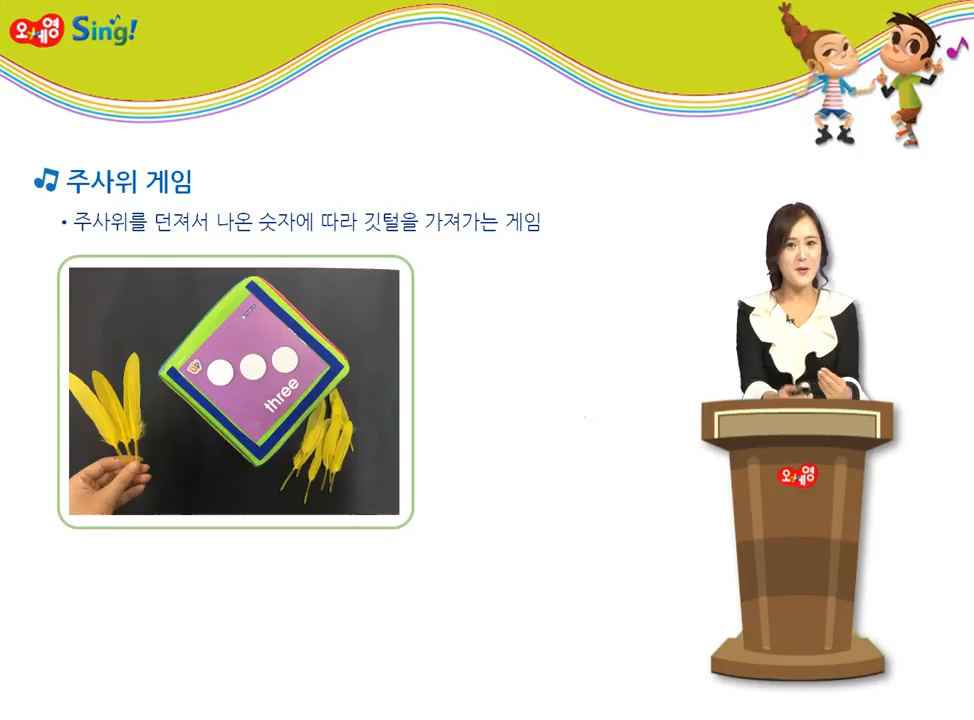 오+세영 Sing!
주사위 게임
• 주사위를 던져서 나온 숫자에 따라 깃털을 가져가는 게임
UP
three
오+세영